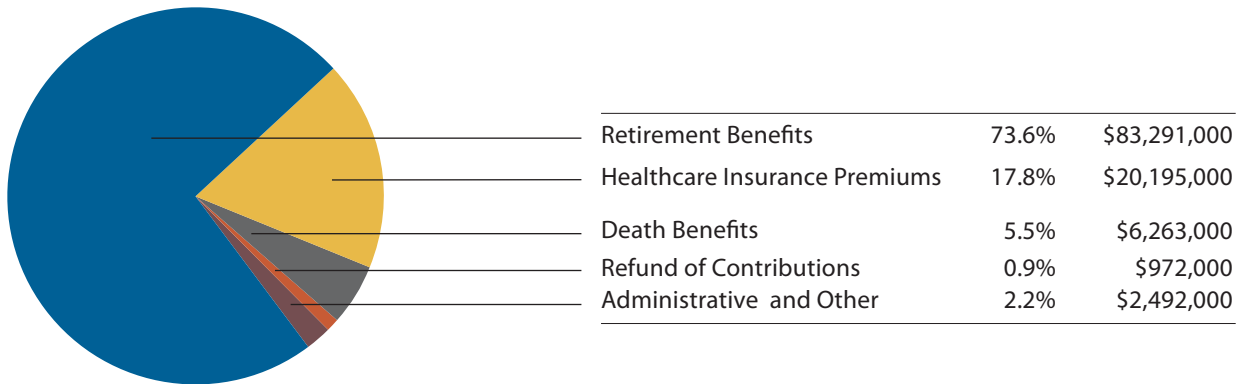 Retirement Benefits 73.6% $83,291,000
Healthcare Insurance Premiums 17.8% $20,195,000
Death Benefits 5.5% $6,263,000
Refund of Contributions 0.9% $972,000
Administrative and Other 2.2% $2,492,000